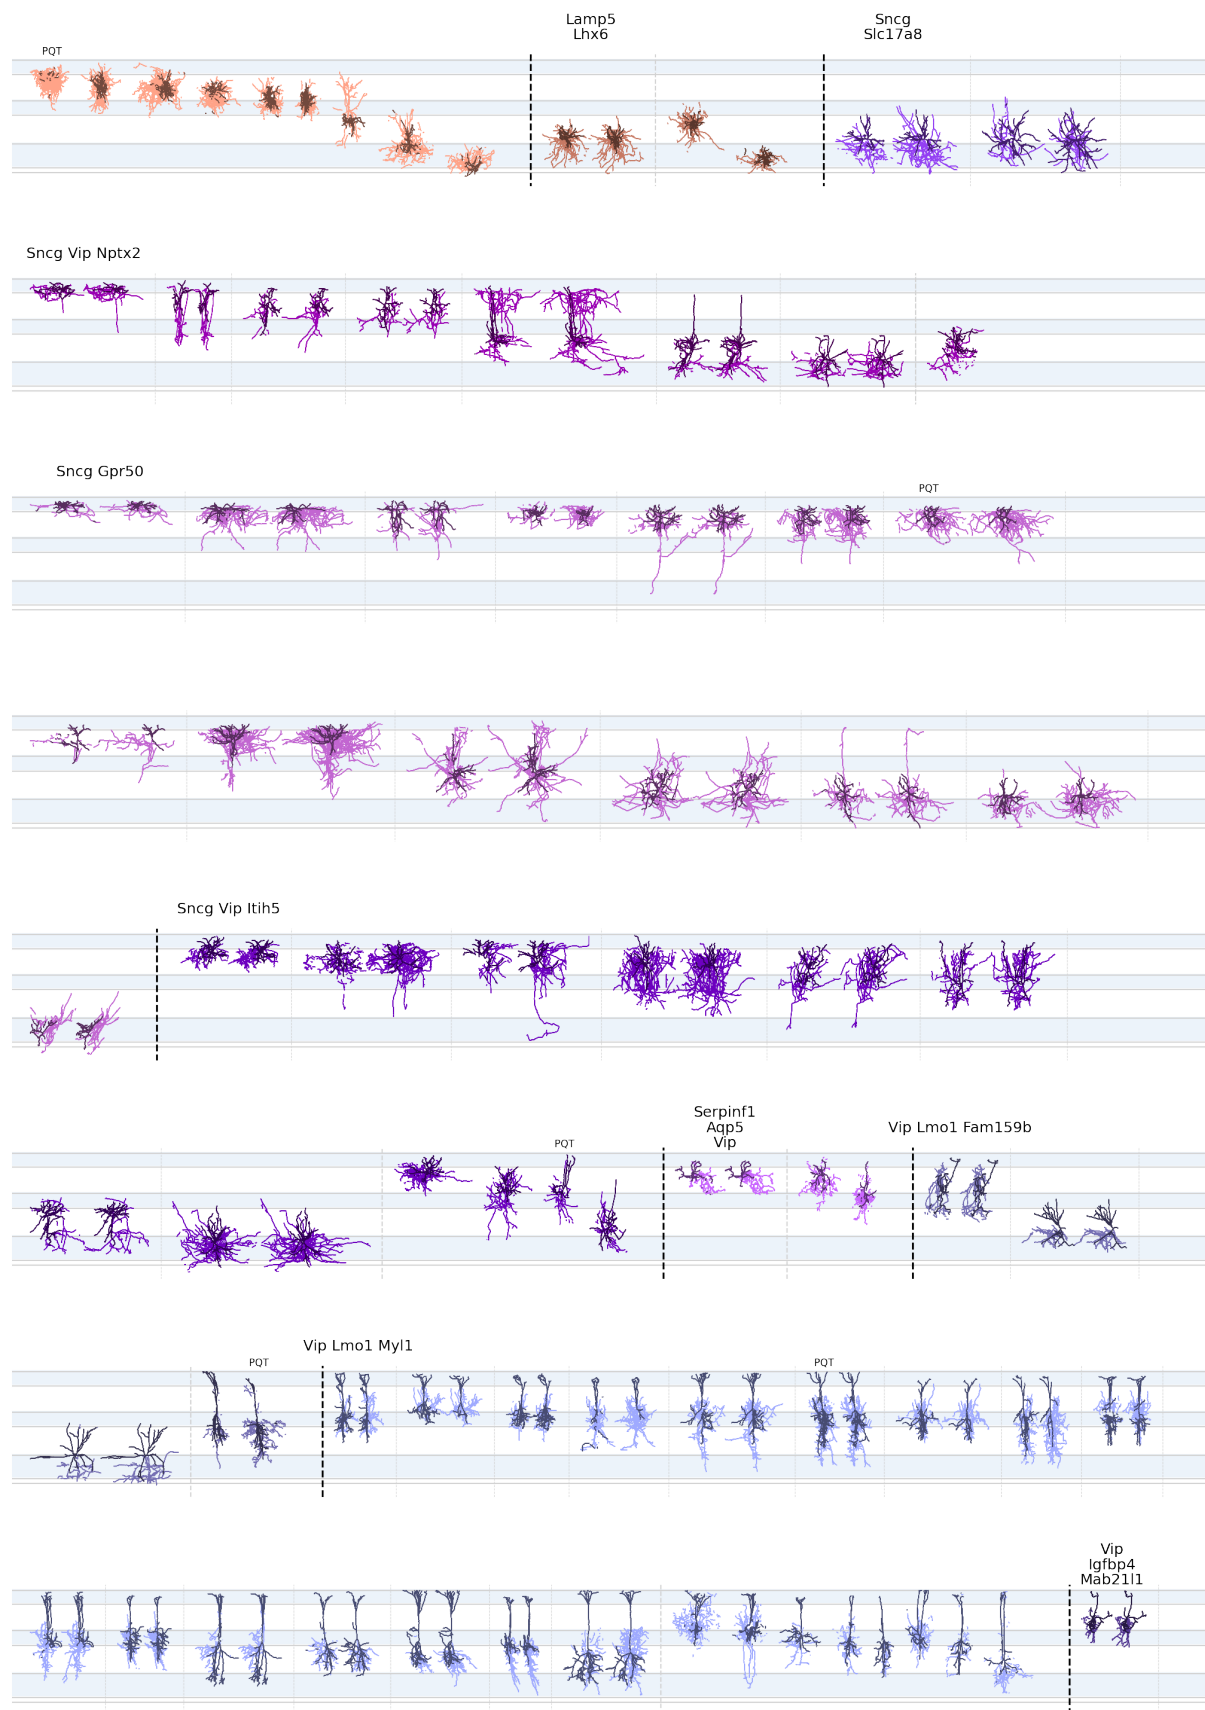 Lamp5
Lhx6
Sncg
Slc17a8
PQT
Sncg Vip Nptx2
Sncg Gpr50
PQT
Sncg Vip Itih5
Serpinf1
Aqp5
Vip
Vip Lmo1 Fam159b
PQT
Vip Lmo1 Myl1
PQT
PQT
Vip
Igfbp4
Mab21l1